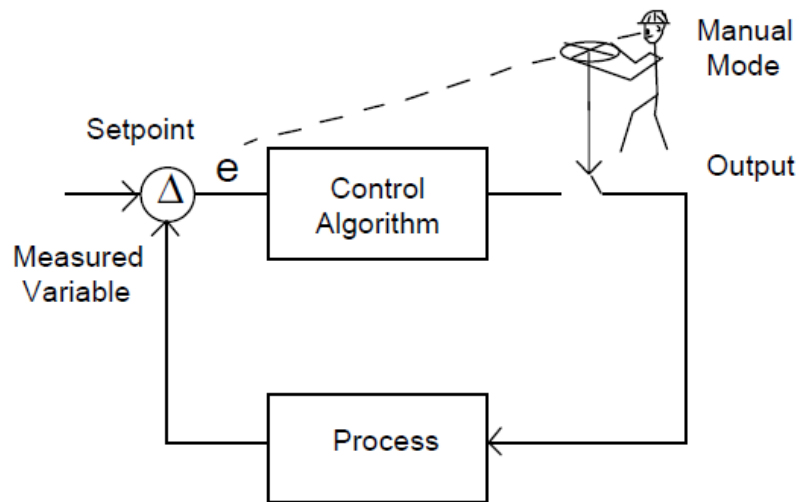 Manual
Mode
Setpoint
e
Control
Algorithm
Output
Δ
Measured
Variable
Process